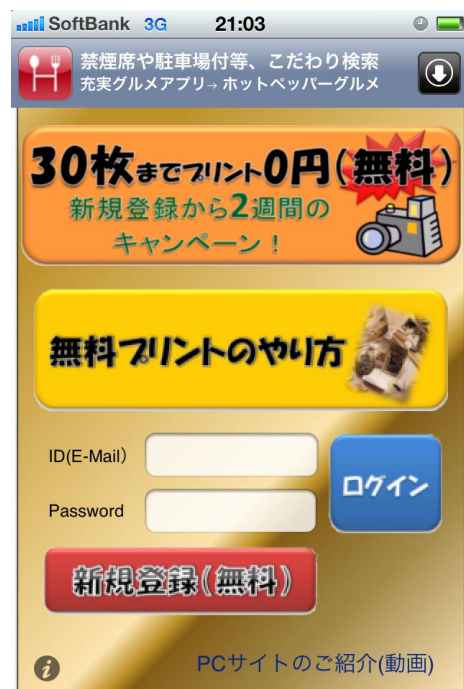 SoftBank 3G 21:03
禁煙席や駐車場付等、こだわり検索
充実グルメアプリ→ホットペッパーグルメ
30枚までプリント0円(無料)
新規登録から2週間の
キャンペーン！
無料プリントのやり方
ID(E-Mail）
ログイン
Password
新規登録(無料)
PCサイトのご紹介(動画)